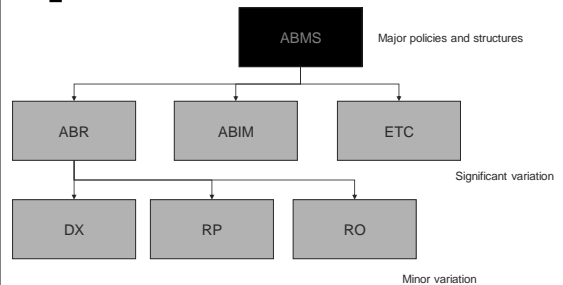 ABMS
Major policies and structures
ABR
ABIM
ETC
Significant variation
DX
RP
RO
Minor variation